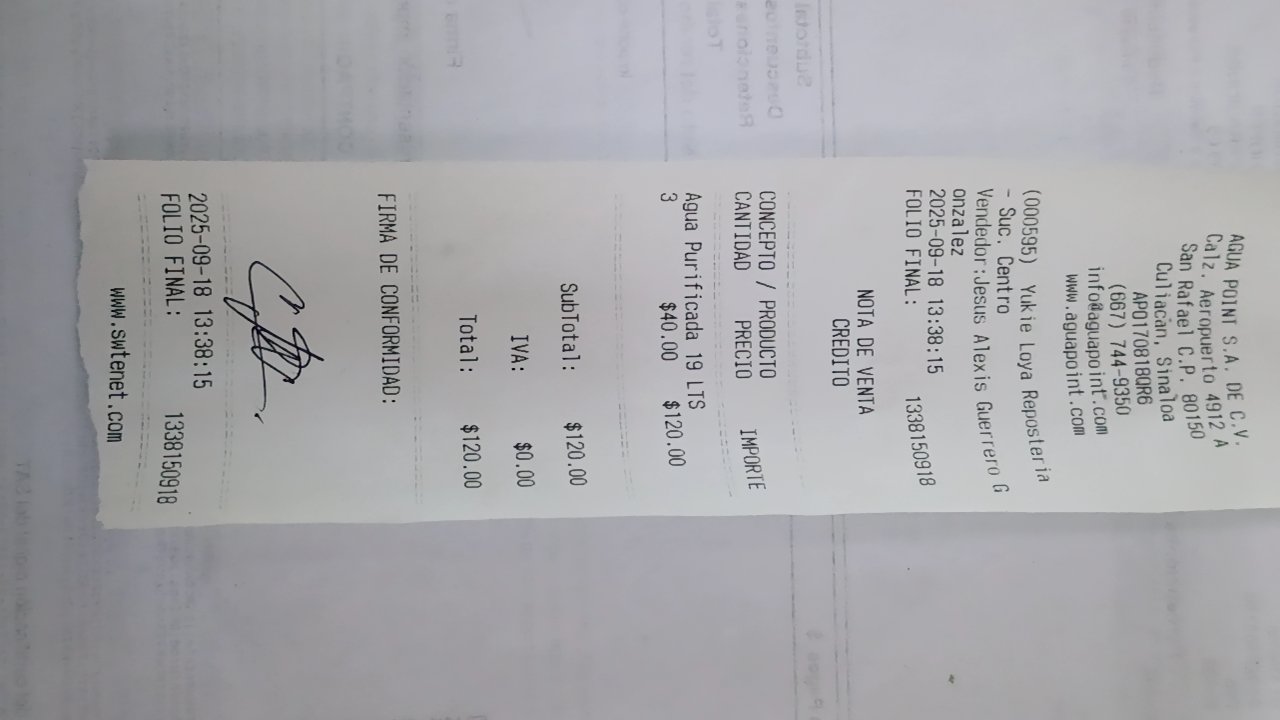 AGUA POINT S.A. DE C.V.
Calz. Aeropuerto 4912 A
San Rafael C.P. 80150
Culiacán, Sinaloa
APO170818QR6
(667) 744-9350
info@aguapoint.com
www.aguapoint.com
(000595) Yukie Loya Reposteria
- Suc. Centro
Vendedor:Jesus Alexis Guerrero G
onzalez
2025-09-18 13:38:15
FOLIO FINAL: 1338150918
NOTA DE VENTA
CREDITO
CONCEPTO / PRODUCTO
CANTIDAD PRECIO IMPORTE
Agua Purificada 19 LTS
3 $40.00 $120.00
SubTotal: $120.00
IVA: $0.00
Total: $120.00
FIRMA DE CONFORMIDAD:
2025-09-18 13:38:15
FOLIO FINAL: 1338150918
www.swtenet.com